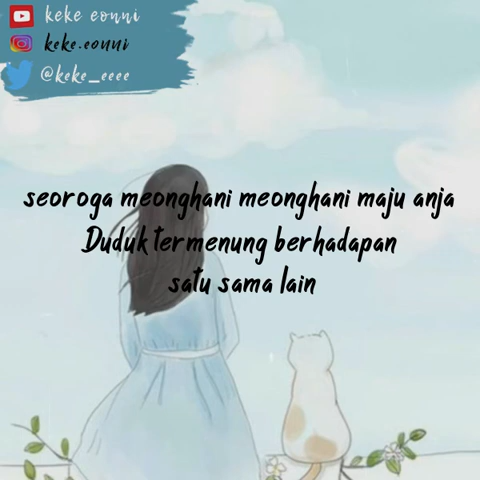 keke eonni
keke.eonni
@keke_eeee
seoroga meonghani meonghani maju anja
Duduk termenung berhadapan
satu sama lain